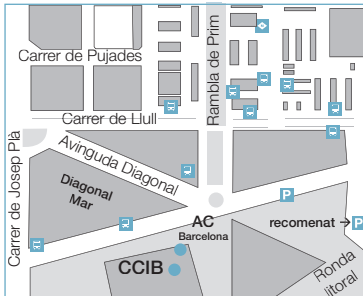 Carrer de Pujades
Rambla de Prim
Carrer de Llull
Avinguda Diagonal
Carrer de Josep Plà
Diagonal
Mar
P
AC
Barcelona
recomenat → P
CCIB
Ronda
litoral